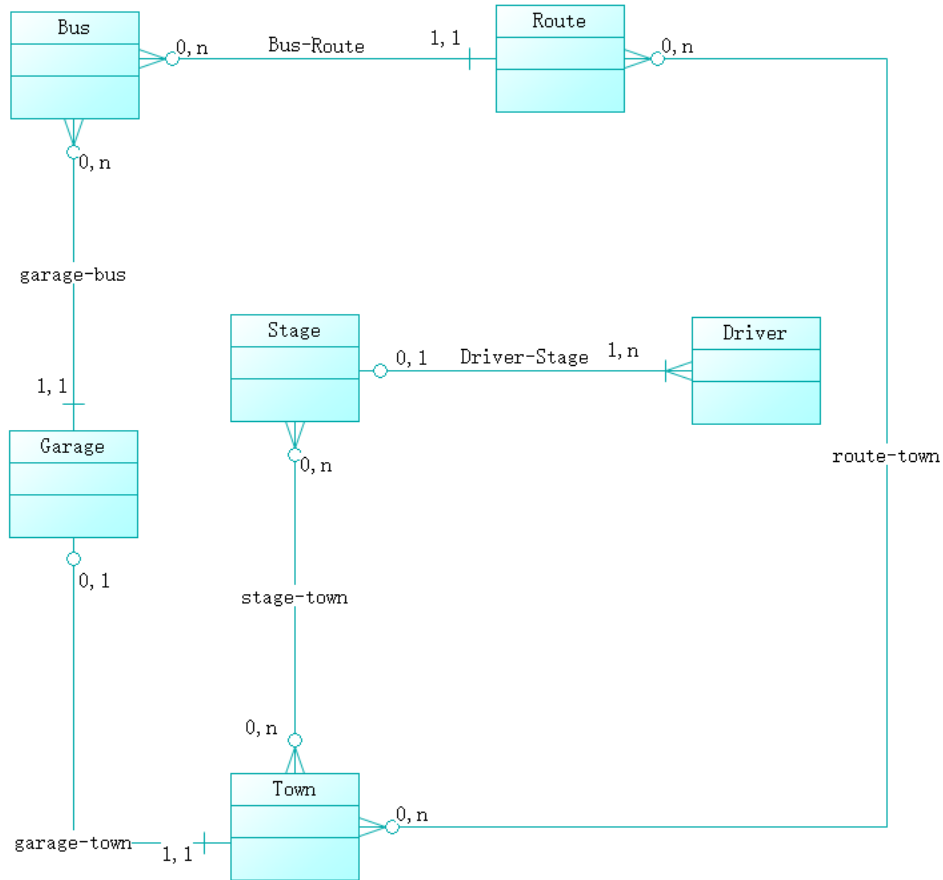 Bus
Route
0,n
Bus-Route
1,1
0,n
0,n
garage-bus
Stage
Driver
0,1
Driver-Stage
1,n
1,1
Garage
0,n
route-town
0,1
stage-town
0,n
Town
0,n
garage-town
1,1